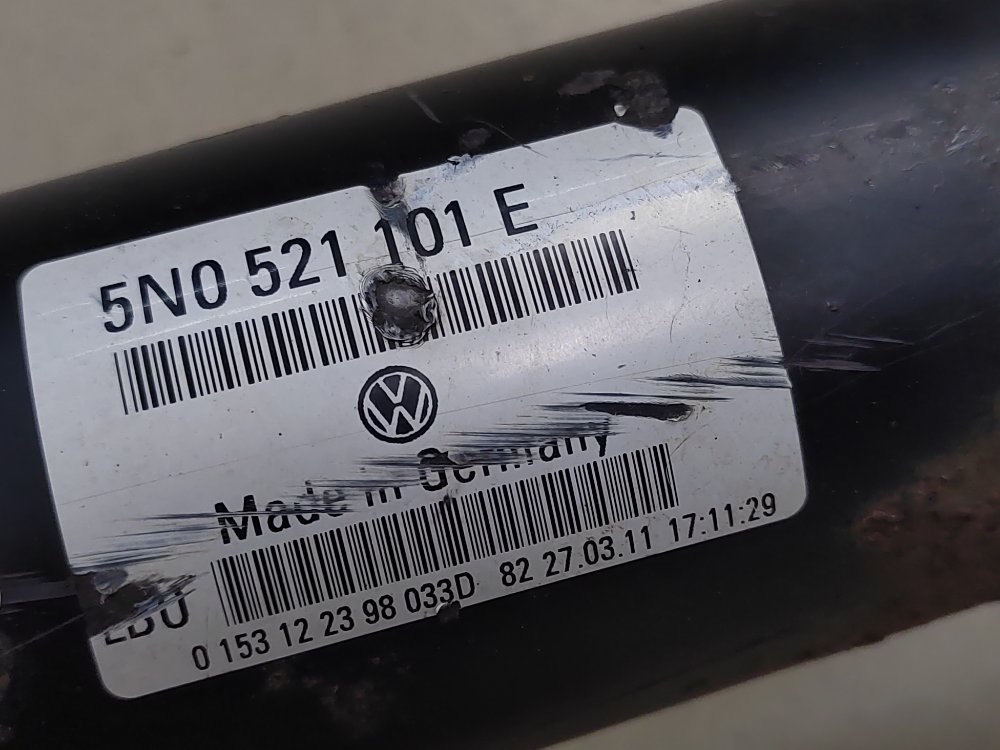 5N0 521 101 E
Made in Germany
0 153 12 23 98 033D 82 27.03.11 17:11:29